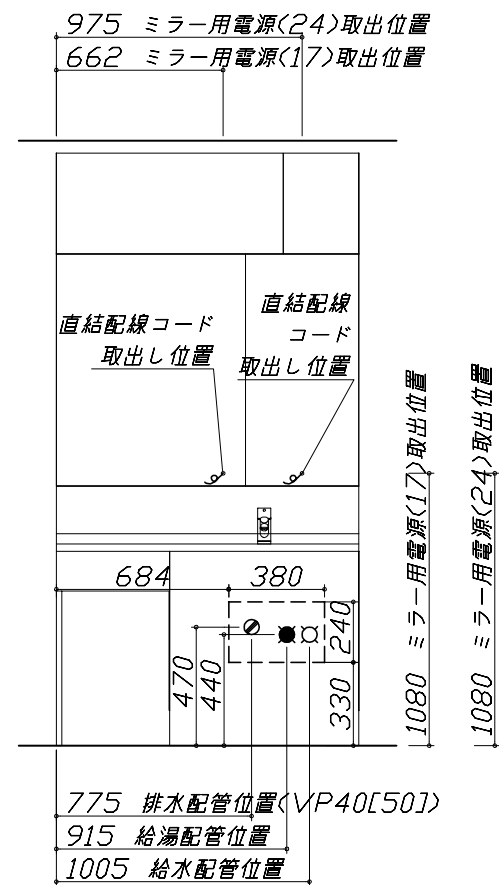 975 ミラー用電源(24)取出位置
662 ミラー用電源(17)取出位置
直結配線コード
取出し位置
直結配線
コード
取出し位置
684
380
240
330
470
440
1080 ミラー用電源(17)取出位置
1080 ミラー用電源(24)取出位置
775 排水配管位置(VP40[50])
915 給湯配管位置
1005 給水配管位置